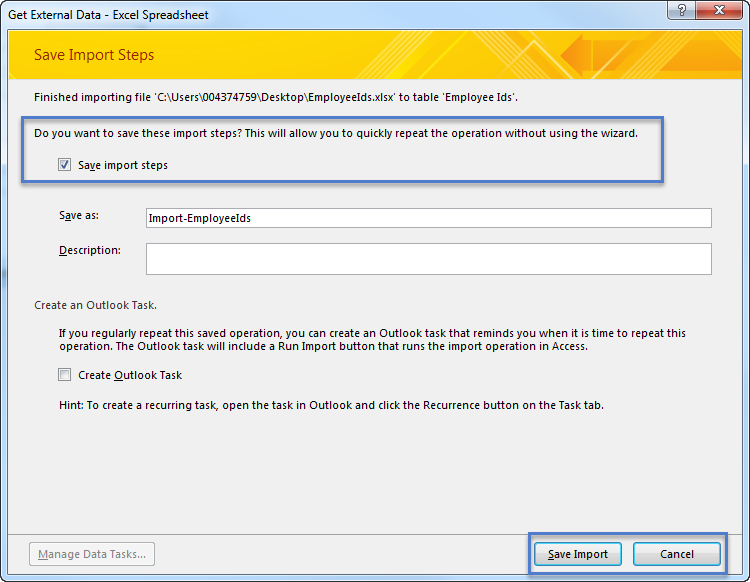 Get External Data - Excel Spreadsheet
?
Save Import Steps
Finished importing file 'C:\Users\004374759\Desktop\EmployeeIds.xlsx' to table 'Employee Ids'.
Do you want to save these import steps? This will allow you to quickly repeat the operation without using the wizard.
Save import steps
Save as:
Import-EmployeeIds
Description:
Create an Outlook Task.
If you regularly repeat this saved operation, you can create an Outlook task that reminds you when it is time to repeat this
operation. The Outlook task will include a Run Import button that runs the import operation in Access.
Create Outlook Task
Hint: To create a recurring task, open the task in Outlook and click the Recurrence button on the Task tab.
Manage Data Tasks...
Save Import
Cancel